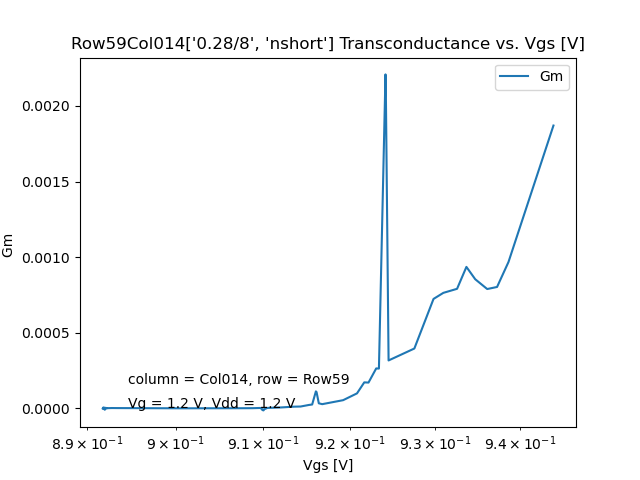 Row59Col014['0.28/8', 'nshort'] Transconductance vs. Vgs [V]
Gm
0.0020
0.0015
0.0010
0.0005
0.0000
Gm
column = Col014, row = Row59
Vg = 1.2 V, Vdd = 1.2 V
8.9 × 10⁻¹ 9 × 10⁻¹ 9.1 × 10⁻¹ 9.2 × 10⁻¹ 9.3 × 10⁻¹ 9.4 × 10⁻¹
Vgs [V]